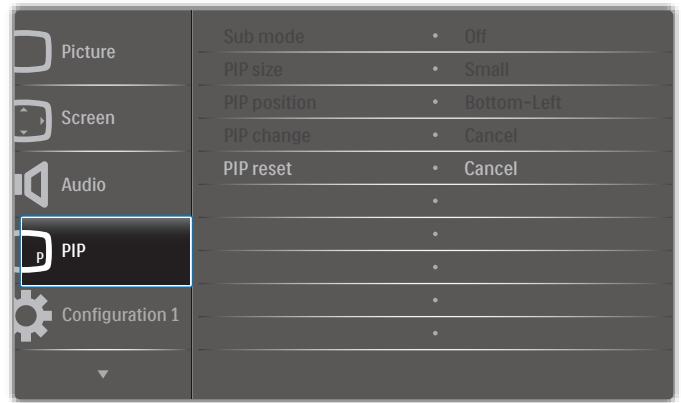 Picture
Screen
Audio
P PIP
Configuration 1
Sub mode • Off
PIP size • Small
PIP position • Bottom-Left
PIP change • Cancel
PIP reset • Cancel
•
•
•
•
•